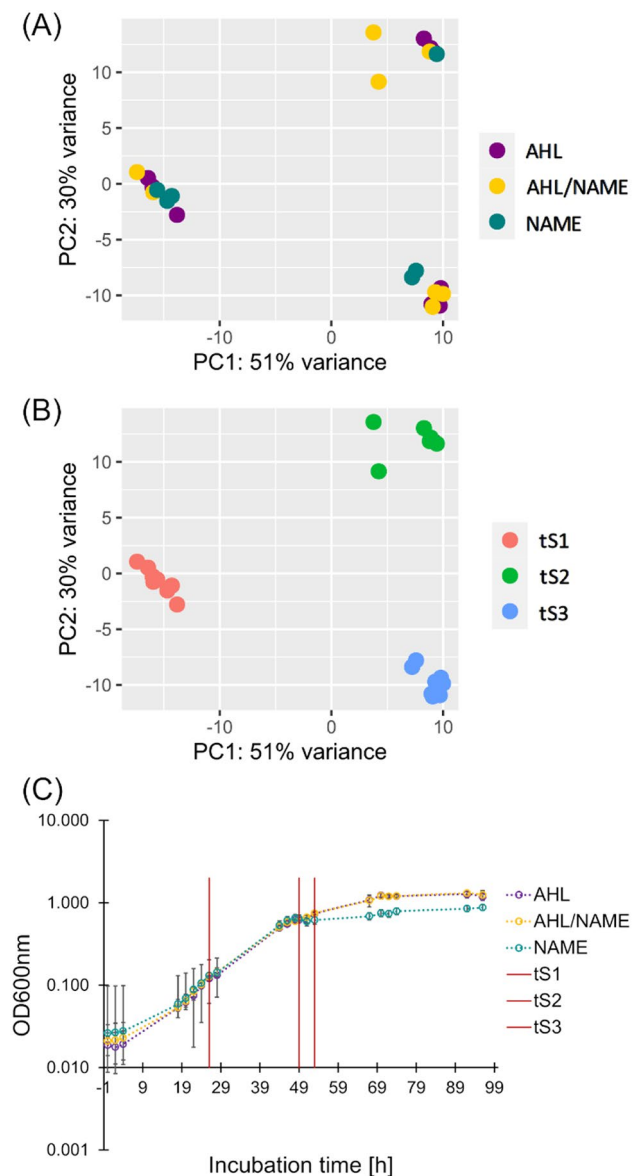 (A)
10
5
0
-5
-10
PC2: 30% variance
-10
0
10
PC1: 51% variance
AHL
AHL/NAME
NAME
(B)
10
5
0
-5
-10
PC2: 30% variance
-10
0
10
PC1: 51% variance
tS1
tS2
tS3
(C)
10.000
1.000
0.100
0.010
0.001
OD600nm
-1 9 19 29 39 49 59 69 79 89 99
Incubation time [h]
AHL
AHL/NAME
NAME
tS1
tS2
tS3